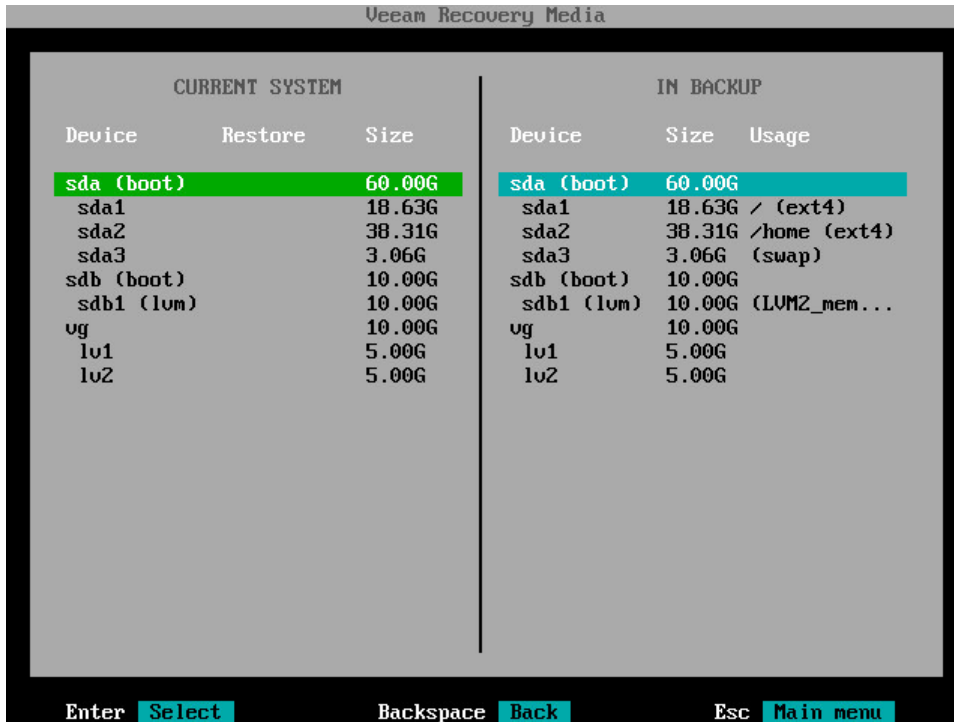 Veeam Recovery Media
CURRENT SYSTEM IN BACKUP
Device Restore Size Device Size Usage
sda (boot) 60.00G sda (boot) 60.00G
sda1 18.63G sda1 18.63G / (ext4)
sda2 38.31G sda2 38.31G /home (ext4)
sda3 3.06G sda3 3.06G (swap)
sdb (boot) 10.00G sdb (boot) 10.00G
sdb1 (lvm) 10.00G sdb1 (lvm) 10.00G (LVM2_mem...
vg 10.00G vg 10.00G
lv1 5.00G lv1 5.00G
lv2 5.00G lv2 5.00G
Enter Select Backspace Back Esc Main menu